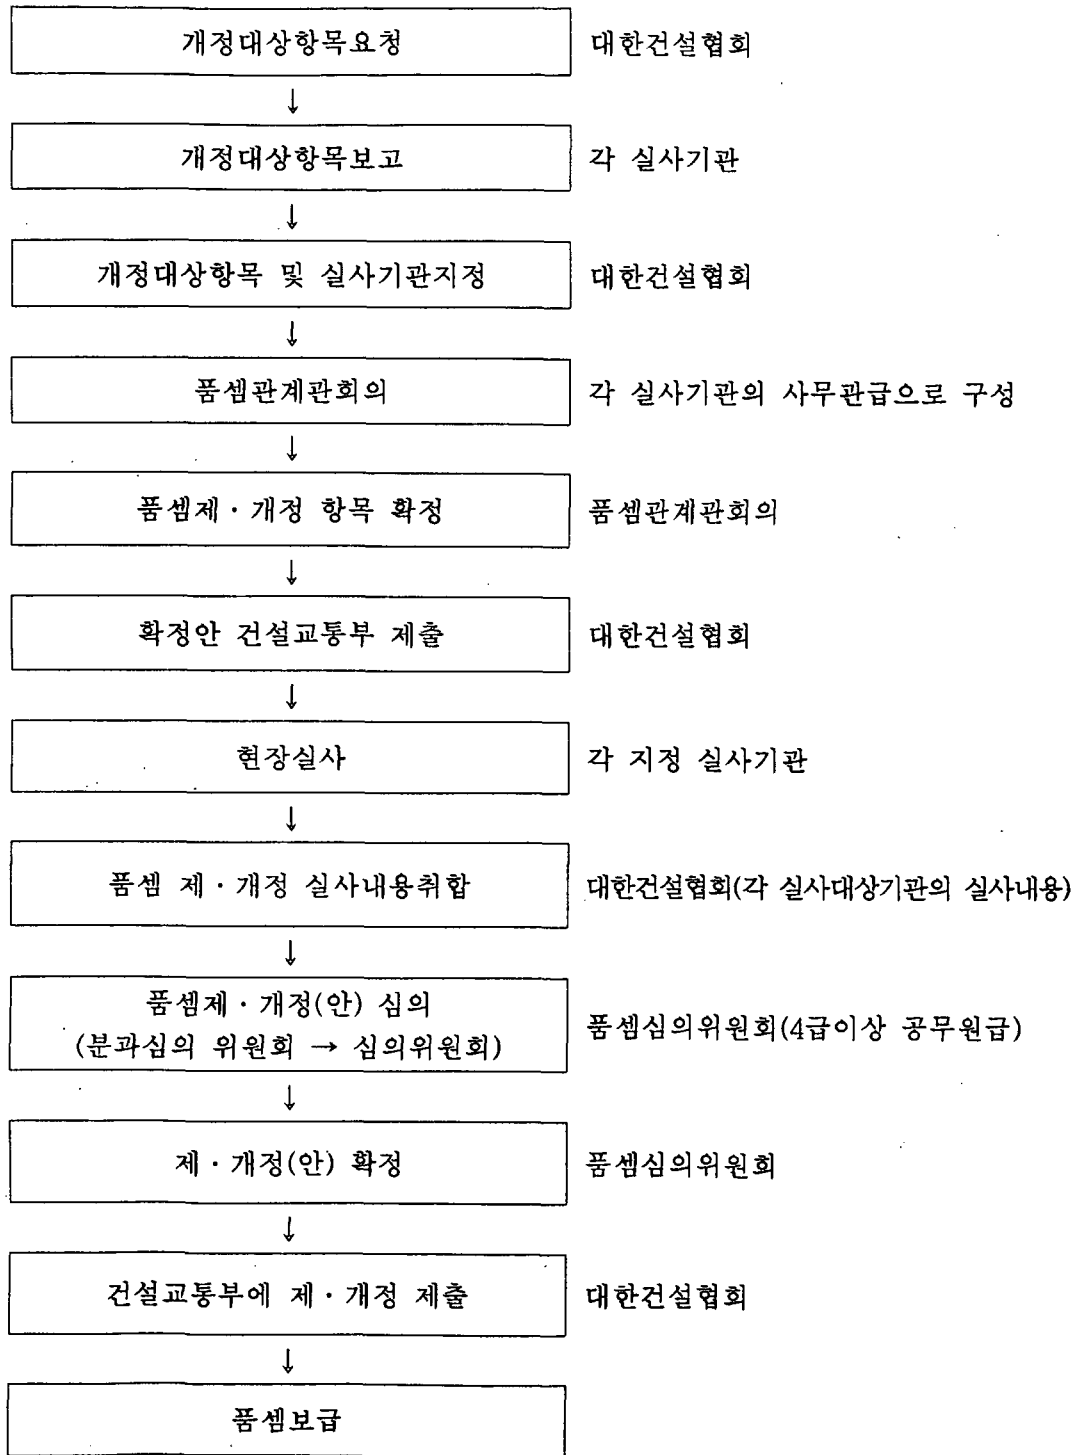 개정대상항목요청 대한건설협회
↓
개정대상항목보고 각 실사기관
↓
개정대상항목 및 실사기관지정 대한건설협회
↓
품셈관계관회의 각 실사기관의 사무관급으로 구성
↓
품셈제・개정 항목 확정 품셈관계관회의
↓
확정안 건설교통부 제출 대한건설협회
↓
현장실사 각 지정 실사기관
↓
품셈 제・개정 실사내용취합 대한건설협회(각 실사대상기관의 실사내용)
↓
품셈제・개정(안) 심의
(분과심의 위원회 → 심의위원회) 품셈심의위원회(4급이상 공무원급)
↓
제・개정(안) 확정 품셈심의위원회
↓
건설교통부에 제・개정 제출 대한건설협회
↓
품셈보급